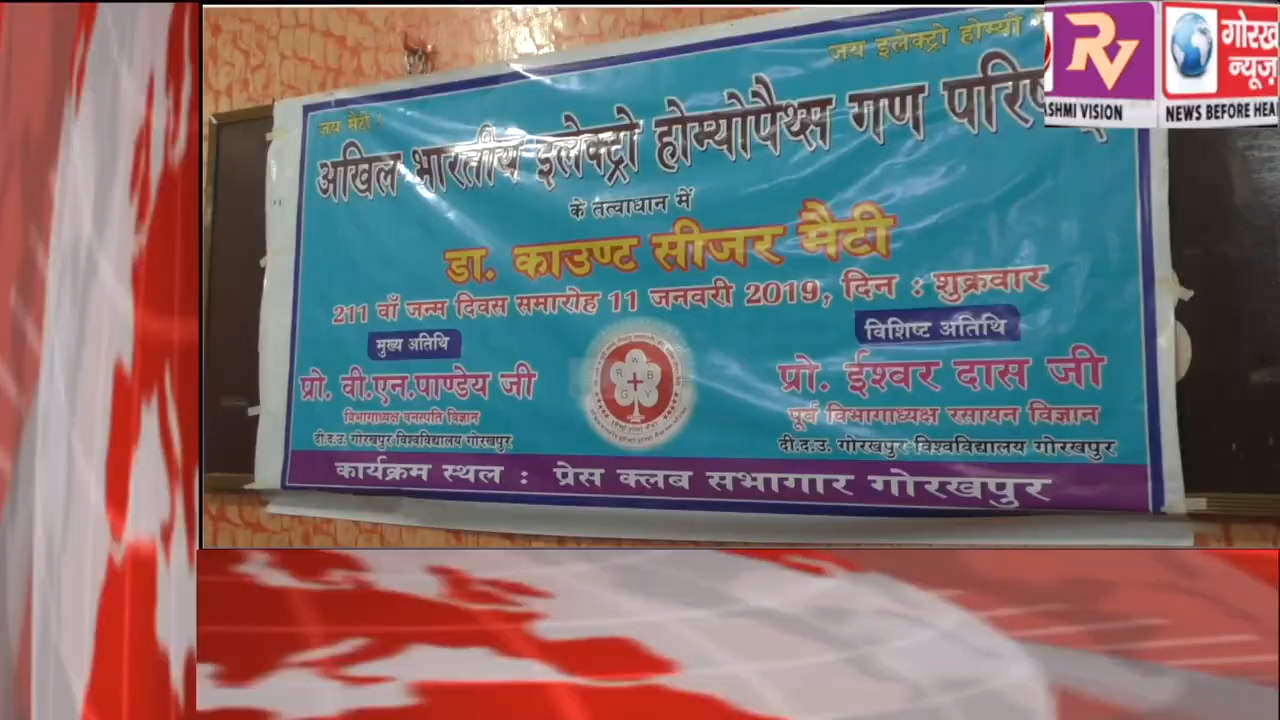 जय इलेक्ट्रो होम्यो
जय मैटी !
अखिल भारतीय इलेक्ट्रो होम्योपैथ्स गण
के तत्वाधान में
डा. काउण्ट सीजर मैटी
211 वाँ जन्म दिवस समारोह 11 जनवरी 2019, दिन : शुक्रवार
मुख्य अतिथि
प्रो. वी.एन.पाण्डेय जी
विभागाध्यक्ष वनस्पति विज्ञान
दी.द.उ. गोरखपुर विश्वविद्यालय गोरखपुर
W
R B
G Y
विशिष्ट अतिथि
प्रो. ईश्वर दास जी
पूर्व विभागाध्यक्ष रसायन विज्ञान
दी.द.उ. गोरखपुर विश्वविद्यालय गोरखपुर
कार्यक्रम स्थल : प्रेस क्लब सभागार गोरखपुर
RV
SHMI VISION
गोरख
न्यूज़
NEWS BEFORE HEA